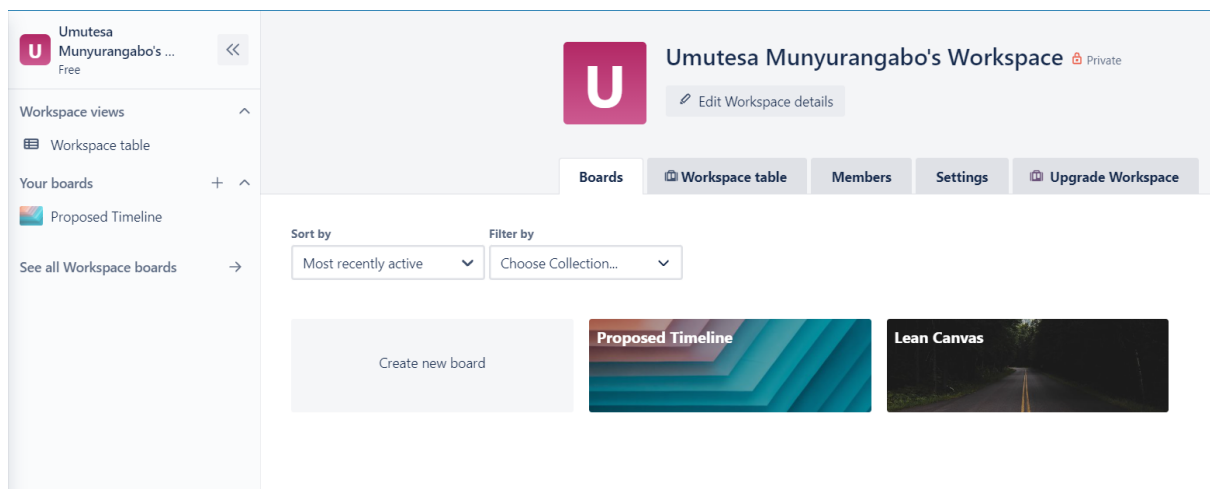 U
Umutesa
Munyurangabo's ...
Free
Workspace views
Workspace table
Your boards
Proposed Timeline
See all Workspace boards
U
Umutesa Munyurangabo's Workspace Private
Edit Workspace details
Boards Workspace table Members Settings Upgrade Workspace
Sort by Filter by
Most recently active Choose Collection...
Create new board
Proposed Timeline
Lean Canvas